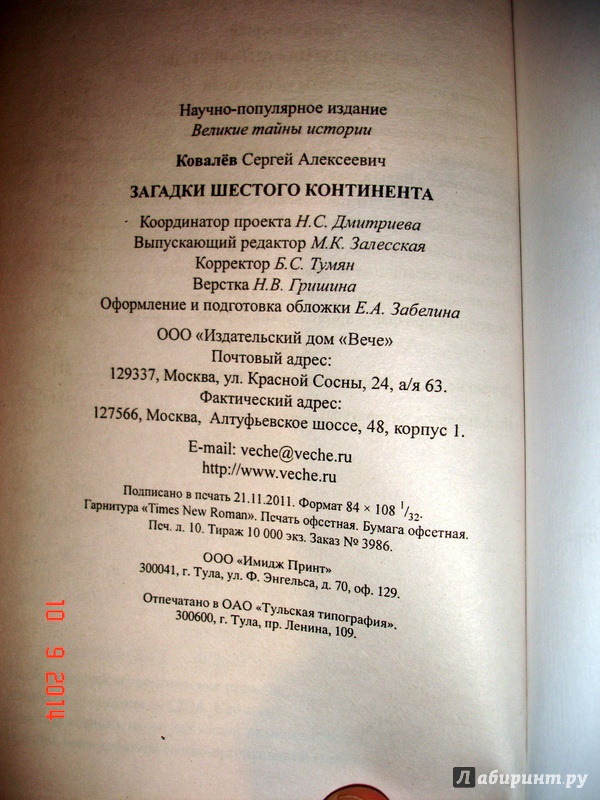 Научно-популярное издание
Великие тайны истории
Ковалёв Сергей Алексеевич
ЗАГАДКИ ШЕСТОГО КОНТИНЕНТА
Координатор проекта Н.С. Дмитриева
Выпускающий редактор М.К. Залесская
Корректор Б.С. Тумян
Верстка Н.В. Гришина
Оформление и подготовка обложки Е.А. Забелина
ООО «Издательский дом «Вече»
Почтовый адрес:
129337, Москва, ул. Красной Сосны, 24, а/я 63.
Фактический адрес:
127566, Москва, Алтуфьевское шоссе, 48, корпус 1.
E-mail: veche@veche.ru
http://www.veche.ru
Подписано в печать 21.11.2011. Формат 84 × 108 1/32.
Гарнитура «Times New Roman». Печать офсетная. Бумага офсетная.
Печ. л. 10. Тираж 10 000 экз. Заказ № 3986.
ООО «Имидж Принт»
300041, г. Тула, ул. Ф. Энгельса, д. 70, оф. 129.
Отпечатано в ОАО «Тульская типография».
300600, г. Тула, пр. Ленина, 109.
10 9 2014
Лабиринт.ру